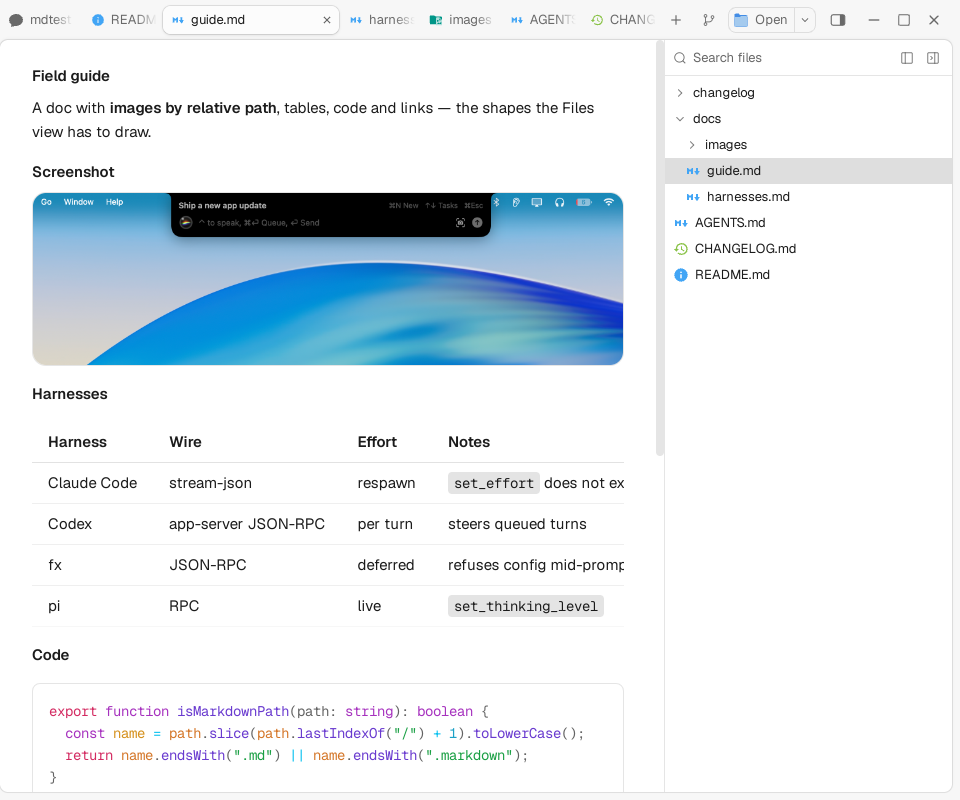 mdtest
README
guide.md
harness
images
AGENTS
CHANG
Open
Search files
changelog
docs
images
guide.md
harnesses.md
AGENTS.md
CHANGELOG.md
README.md
Field guide
A doc with images by relative path, tables, code and links — the shapes the Files
view has to draw.
Screenshot
Go Window Help
Ship a new app update ⌘N New ↑↓ Tasks ⌘Esc
^ to speak, ⌘⏎ Queue, ⏎ Send
Harnesses
Harness Wire Effort Notes
Claude Code stream-json respawn set_effort does not ex
Codex app-server JSON-RPC per turn steers queued turns
fx JSON-RPC deferred refuses config mid-promp
pi RPC live set_thinking_level
Code
export function isMarkdownPath(path: string): boolean {
  const name = path.slice(path.lastIndexOf("/") + 1).toLowerCase();
  return name.endsWith(".md") || name.endsWith(".markdown");
}